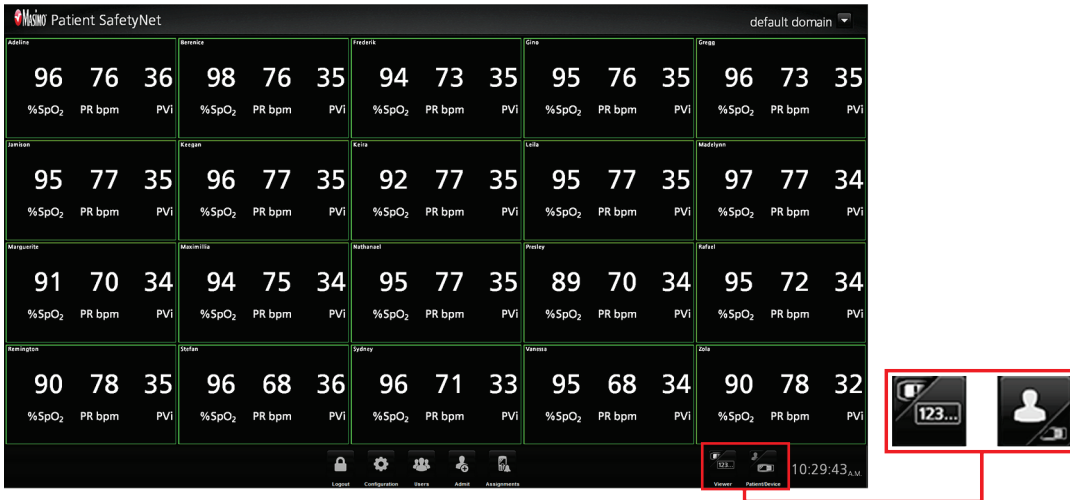 Masimo Patient SafetyNet
default domain
Adeline
96 76 36
%SpO₂ PR bpm PVi
Berenice
98 76 35
%SpO₂ PR bpm PVi
Frederik
94 73 35
%SpO₂ PR bpm PVi
Gino
95 76 35
%SpO₂ PR bpm PVi
Gregg
96 73 35
%SpO₂ PR bpm PVi
Jamison
95 77 35
%SpO₂ PR bpm PVi
Keegan
96 77 35
%SpO₂ PR bpm PVi
Keira
92 77 35
%SpO₂ PR bpm PVi
Leila
95 77 35
%SpO₂ PR bpm PVi
Madelynn
97 77 34
%SpO₂ PR bpm PVi
Marguerite
91 70 34
%SpO₂ PR bpm PVi
Maximillia
94 75 34
%SpO₂ PR bpm PVi
Nathanael
95 77 35
%SpO₂ PR bpm PVi
Presley
89 70 34
%SpO₂ PR bpm PVi
Rafael
95 72 34
%SpO₂ PR bpm PVi
Remington
90 78 35
%SpO₂ PR bpm PVi
Stefan
96 68 36
%SpO₂ PR bpm PVi
Sydney
96 71 33
%SpO₂ PR bpm PVi
Vanessa
95 68 34
%SpO₂ PR bpm PVi
Zola
90 78 32
%SpO₂ PR bpm PVi
Logout Configuration Users Admit Assignments
123...
Viewer Patient/Device
10:29:43 A.M.
123...